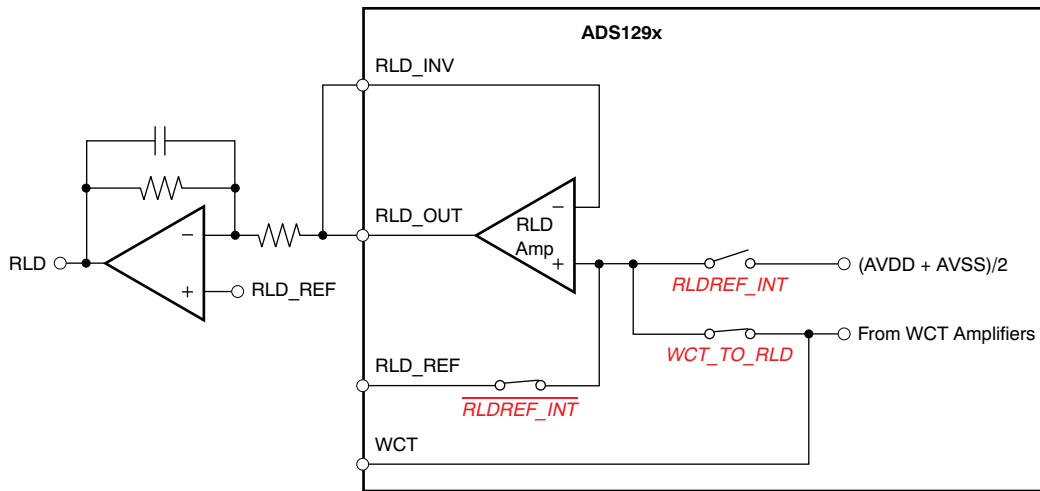 ADS129x
RLD_INV
RLD_OUT
RLD
Amp
−
+
−
+
RLD
RLD_REF
RLDREF_INT
(AVDD + AVSS)/2
WCT_TO_RLD
From WCT Amplifiers
RLD_REF
RLDREF_INT
WCT